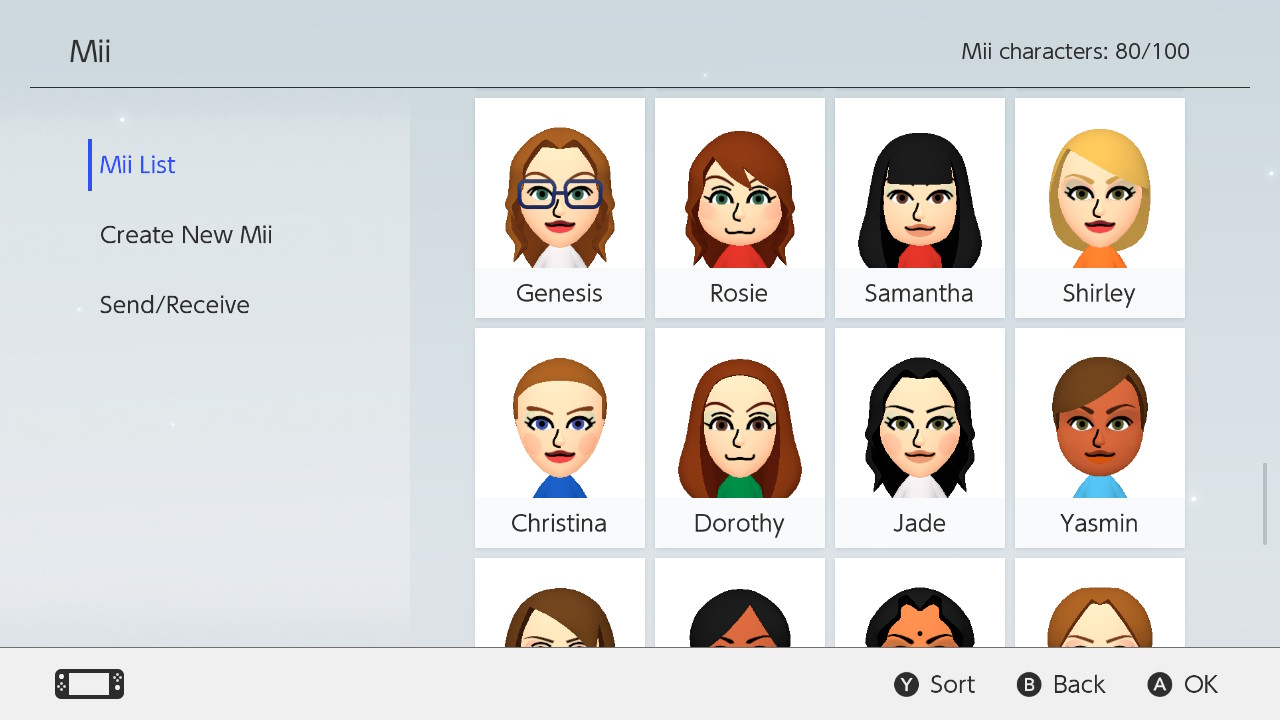 Mii
Mii characters: 80/100
Mii List
Create New Mii
Send/Receive
Genesis
Rosie
Samantha
Shirley
Christina
Dorothy
Jade
Yasmin
Y Sort
B Back
A OK